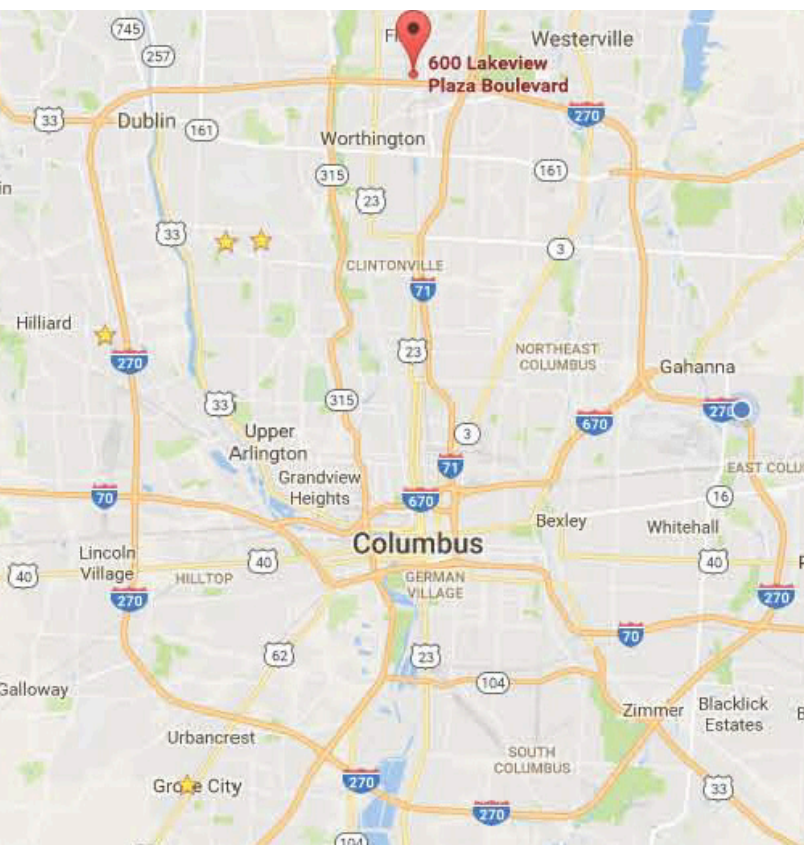 745
257
Westerville
600 Lakeview
Plaza Boulevard
33
Dublin
161
270
Worthington
315
161
23
33
3
CLINTONVILLE
71
Hilliard
270
23
NORTHEAST
COLUMBUS
Gahanna
33
315
270
670
Upper
Arlington
3
71
EAST COLU
Grandview
Heights
70
670
16
Bexley
Whitehall
Columbus
Lincoln
Village
40
40
HILLTOP
GERMAN
VILLAGE
40
270
270
70
62
23
104
Galloway
Zimmer
Blacklick
Estates
Urbancrest
SOUTH
COLUMBUS
Grove City
270
33
270
104